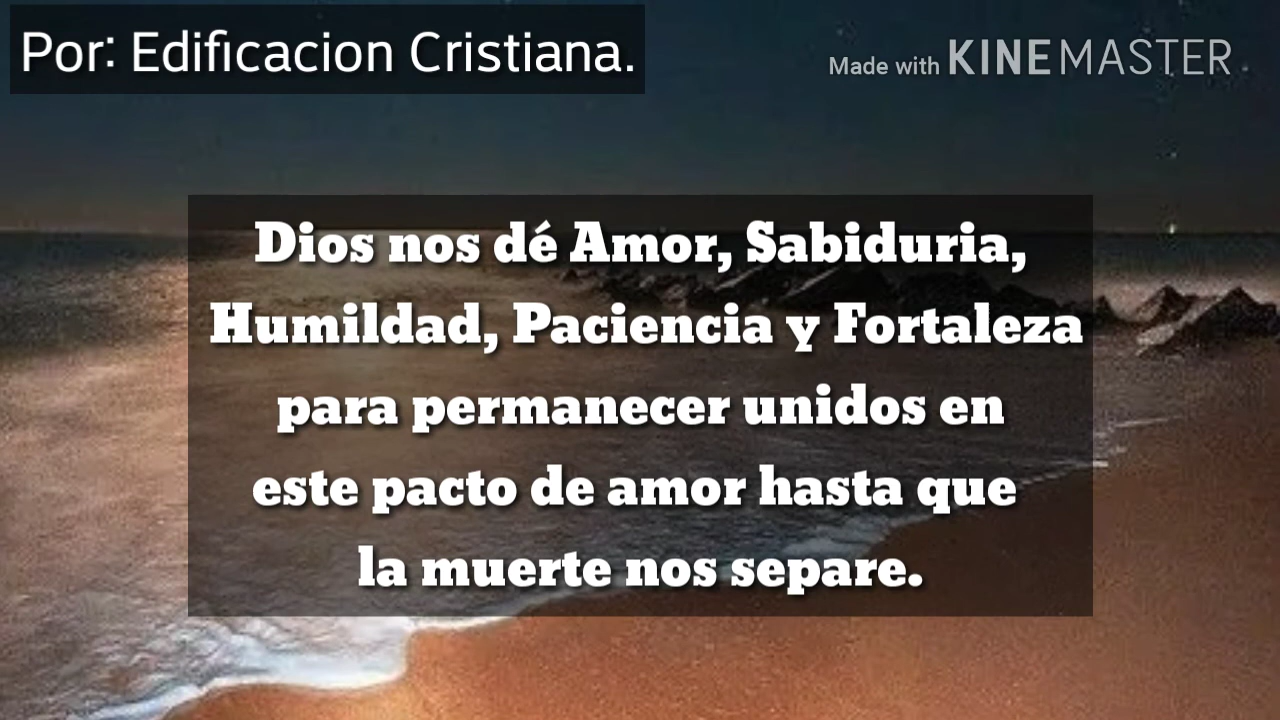 Por: Edificacion Cristiana.
Made with KINEMASTER
Dios nos dé Amor, Sabiduria,
Humildad, Paciencia y Fortaleza
para permanecer unidos en
este pacto de amor hasta que
la muerte nos separe.